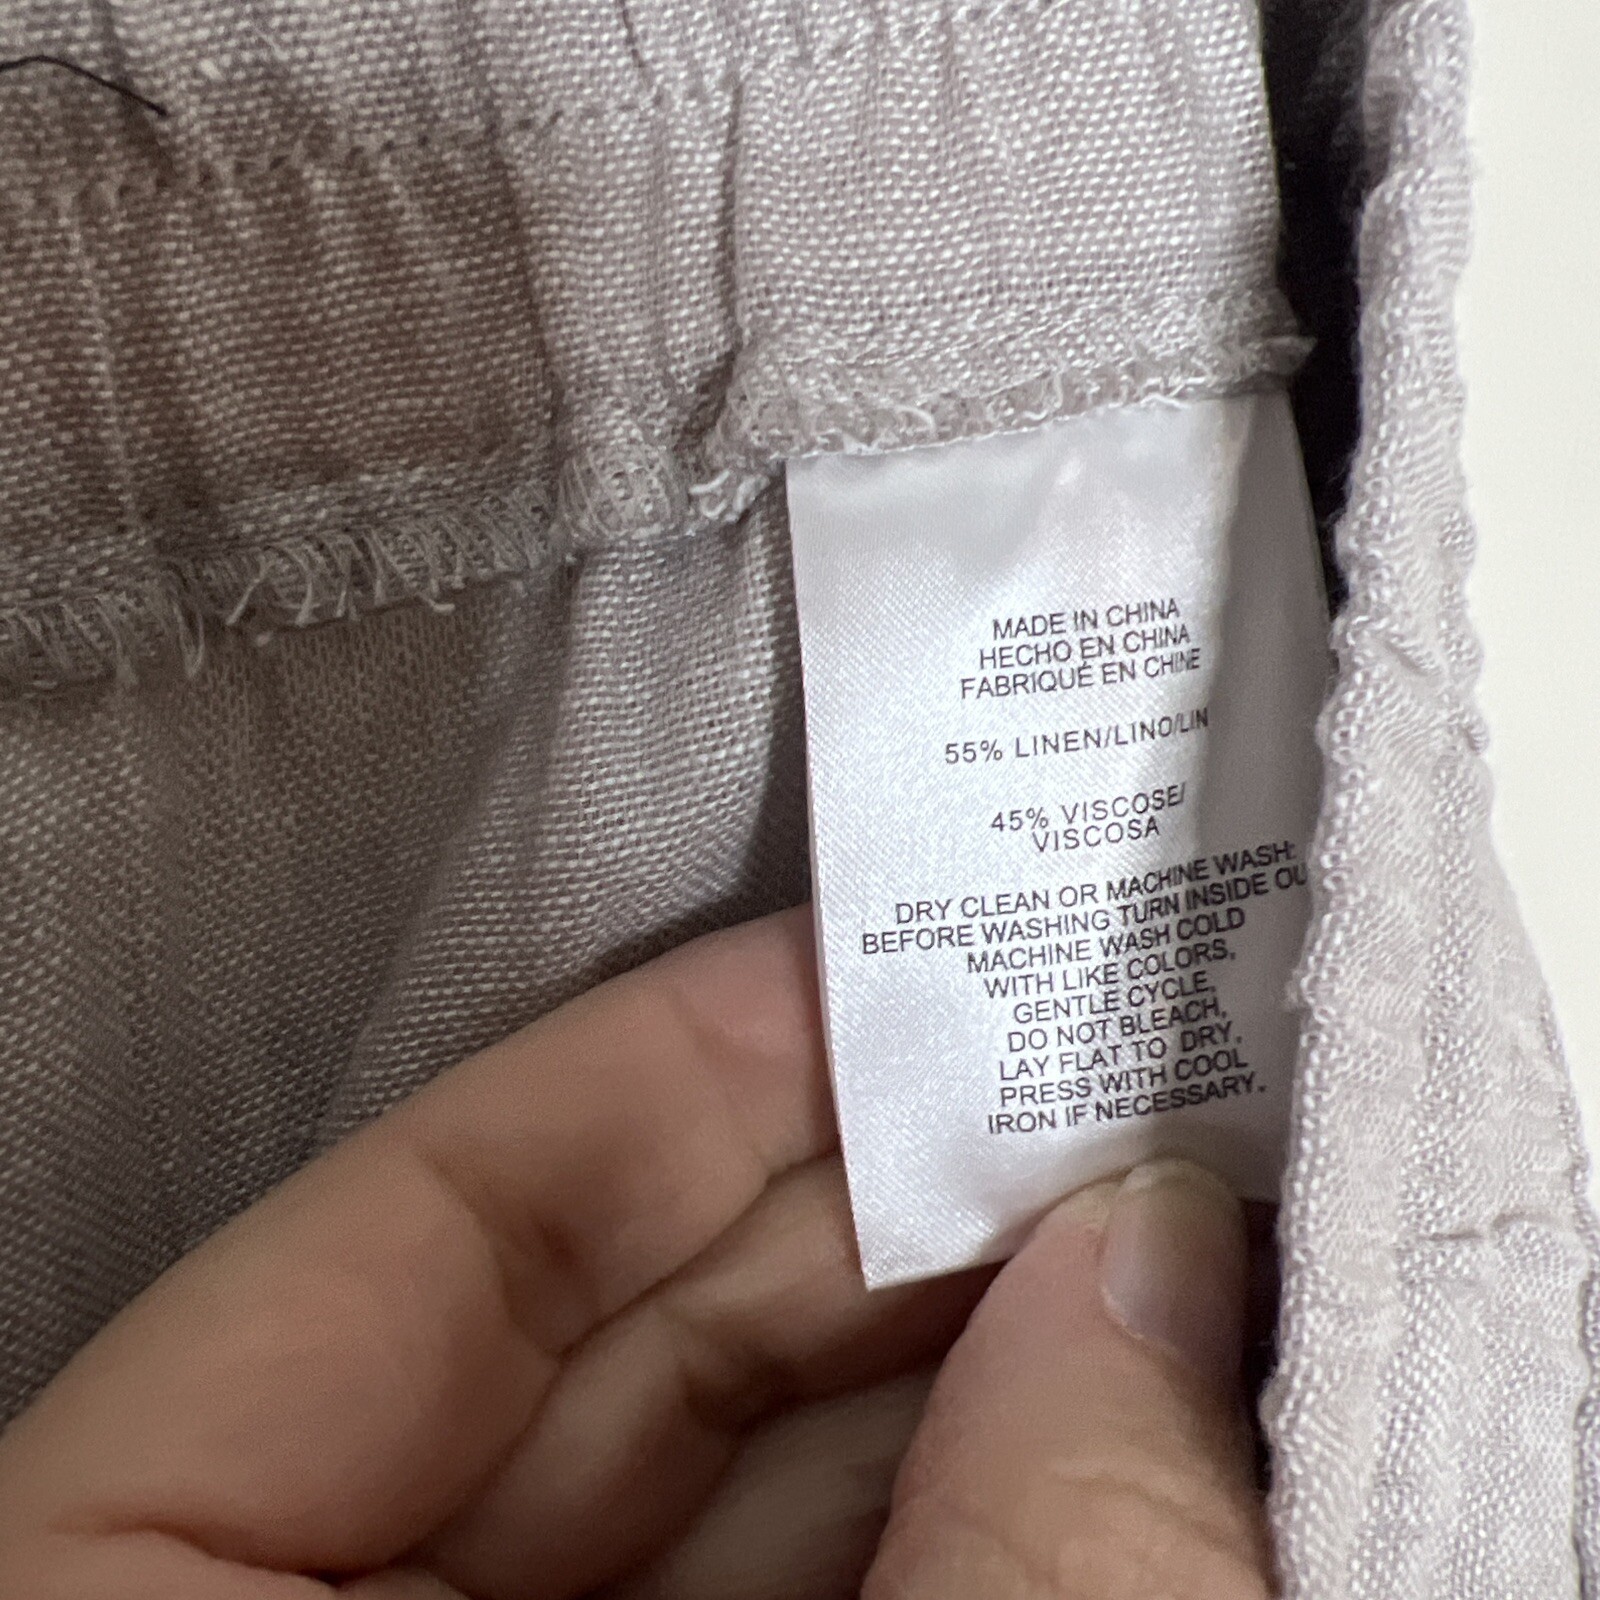 MADE IN CHINA
HECHO EN CHINA
FABRIQUÉ EN CHINE
55% LINEN/LINO/LIN
45% VISCOSE/
VISCOSA
DRY CLEAN OR MACHINE WASH:
BEFORE WASHING TURN INSIDE OU
MACHINE WASH COLD
WITH LIKE COLORS,
GENTLE CYCLE,
DO NOT BLEACH,
LAY FLAT TO DRY,
PRESS WITH COOL
IRON IF NECESSARY.